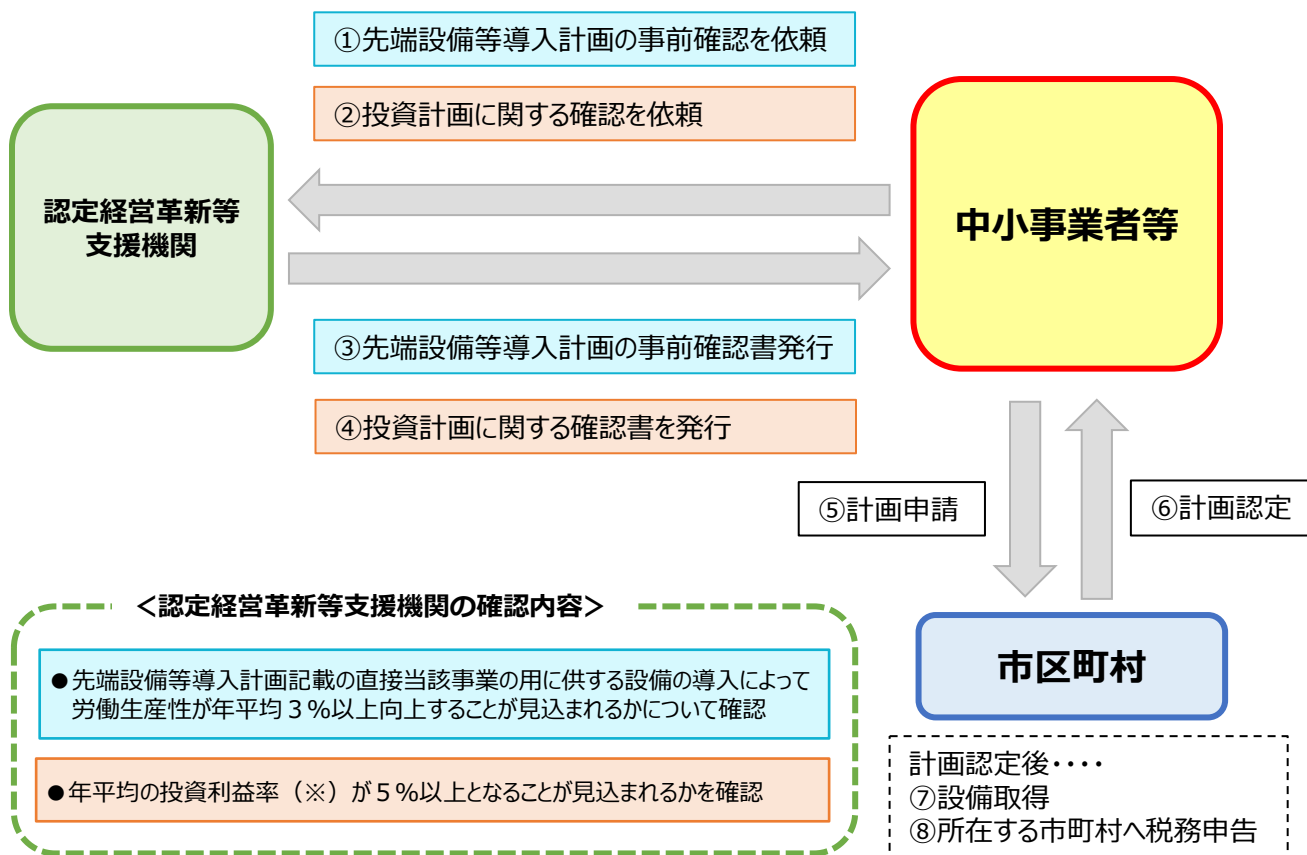 ①先端設備等導入計画の事前確認を依頼
②投資計画に関する確認を依頼
認定経営革新等
支援機関
中小事業者等
③先端設備等導入計画の事前確認書発行
④投資計画に関する確認書を発行
⑤計画申請
⑥計画認定
＜認定経営革新等支援機関の確認内容＞
●先端設備等導入計画記載の直接当該事業の用に供する設備の導入によって
労働生産性が年平均３％以上向上することが見込まれるかについて確認
●年平均の投資利益率（※）が５％以上となることが見込まれるかを確認
市区町村
計画認定後・・・・
⑦設備取得
⑧所在する市町村へ税務申告